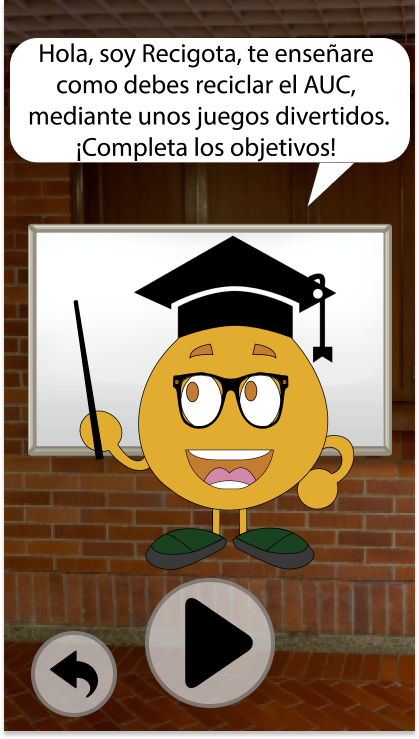 Hola, soy Recigota, te enseñare
como debes reciclar el AUC,
mediante unos juegos divertidos.
¡Completa los objetivos!